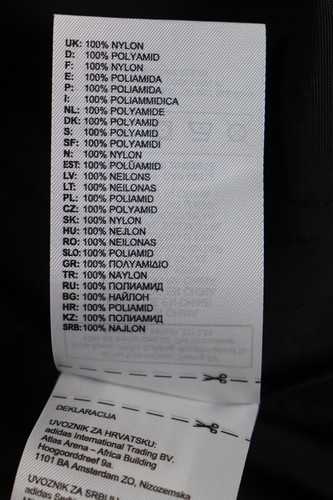 UK: 100% NYLON
D: 100% POLYAMID
F: 100% NYLON
E: 100% POLIAMIDA
P: 100% POLIAMIDA
I: 100% POLIAMMIDICA
NL: 100% POLYAMIDE
DK: 100% POLYAMID
S: 100% POLYAMID
SF: 100% POLYAMIDI
N: 100% NYLON
EST: 100% POLÜAMIID
LV: 100% NEILONS
LT: 100% NEILONAS
PL: 100% POLIAMID
CZ: 100% POLYAMID
SK: 100% NYLON
HU: 100% NEJLON
RO: 100% NEILONAS
SLO: 100% POLIAMID
GR: 100% ΠΟΛΥΑΜΙΔΙΟ
TR: 100% NAYLON
RU: 100% ПОЛИАМИД
BG: 100% НАЙЛОН
HR: 100% POLIAMID
KZ: 100% ПОЛИАМИД
SRB: 100% NAJLON
DEKLARACIJA
UVOZNIK ZA HRVATSKU:
adidas International Trading BV.
Atlas Arena – Africa Building
Hoogoorddreef 9a.
1101 BA Amsterdam ZO, Nizozemska
UVOZNIK ZA SRBIJU